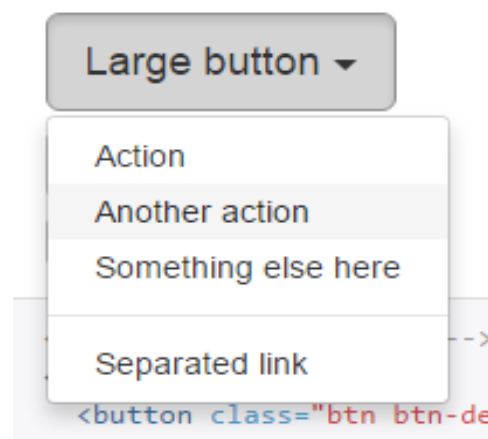 Large button
Action
Another action
Something else here
-->
Separated link
<button class="btn btn-de